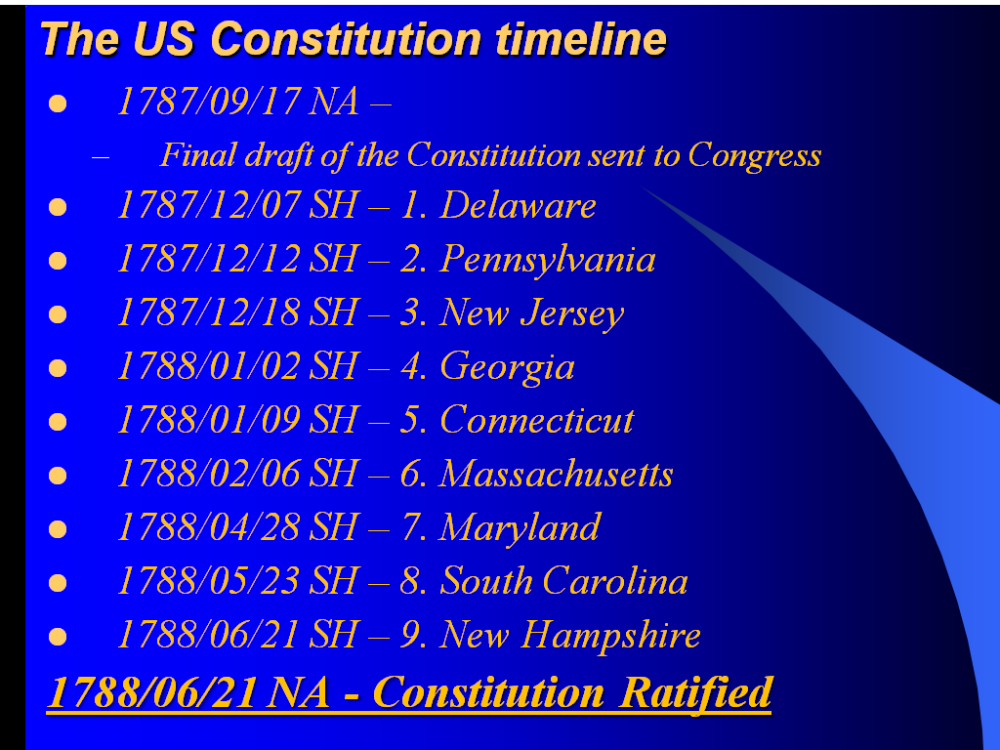 The US Constitution timeline
1787/09/17 NA –
– Final draft of the Constitution sent to Congress
1787/12/07 SH – 1. Delaware
1787/12/12 SH – 2. Pennsylvania
1787/12/18 SH – 3. New Jersey
1788/01/02 SH – 4. Georgia
1788/01/09 SH – 5. Connecticut
1788/02/06 SH – 6. Massachusetts
1788/04/28 SH – 7. Maryland
1788/05/23 SH – 8. South Carolina
1788/06/21 SH – 9. New Hampshire
1788/06/21 NA - Constitution Ratified